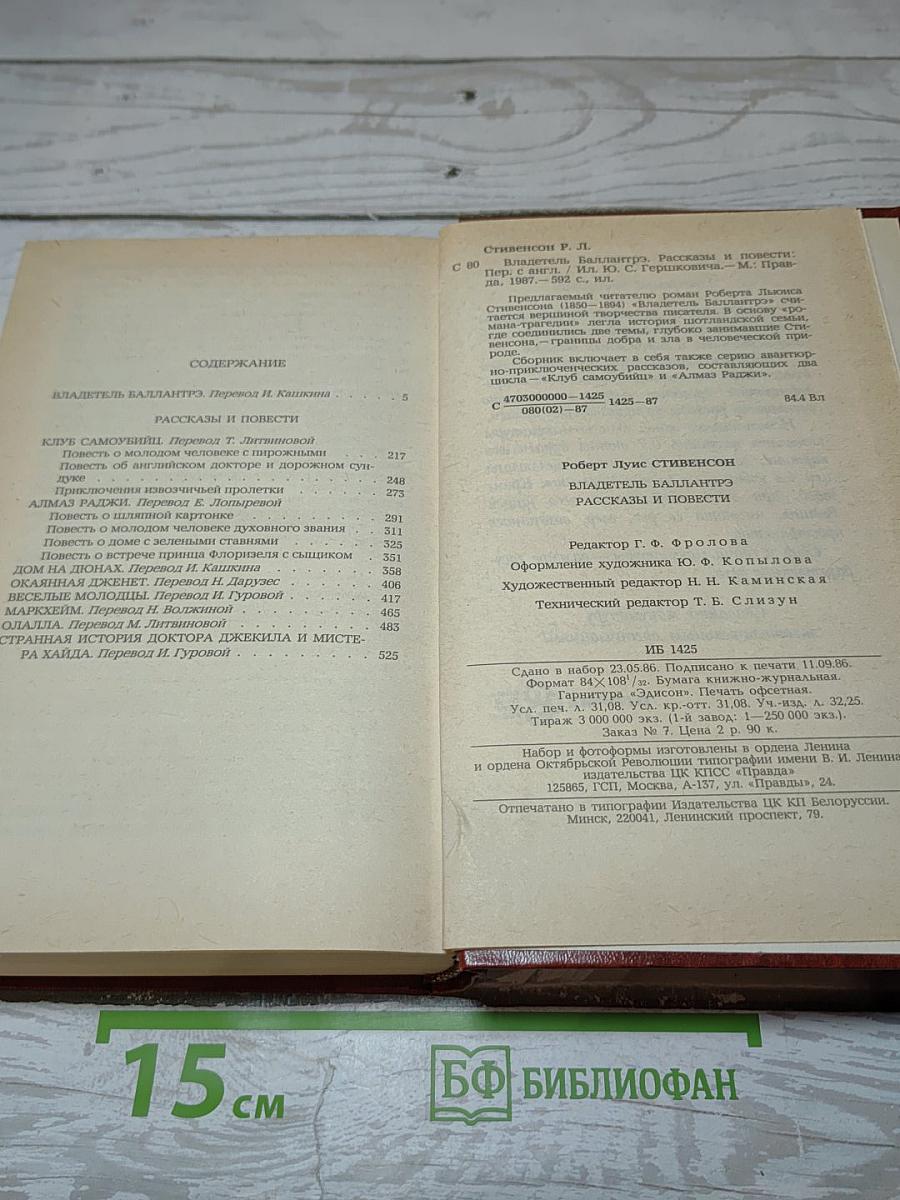 СОДЕРЖАНИЕ
ВЛАДЕТЕЛЬ БАЛЛАНТРЭ. Перевод И. Кашкина . . . . . 5
РАССКАЗЫ И ПОВЕСТИ
КЛУБ САМОУБИЙЦ. Перевод Т. Литвиновой
Повесть о молодом человеке с пирожными . . . 217
Повесть об английском докторе и дорожном сун-
дуке . . . . . . . . . . . . . . . . 248
Приключения извозчичьей пролетки . . . . . . 273
АЛМАЗ РАДЖИ. Перевод Е. Лопыревой
Повесть о шляпной картонке . . . . . . . . . 291
Повесть о молодом человеке духовного звания . 311
Повесть о доме с зелеными ставнями . . . . . 325
Повесть о встрече принца Флоризеля с сыщиком . 351
ДОМ НА ДЮНАХ. Перевод И. Кашкина . . . . . . 358
ОКАЯННАЯ ДЖЕНЕТ. Перевод Н. Дарузес . . . . . 406
ВЕСЕЛЫЕ МОЛОДЦЫ. Перевод И. Гуровой . . . . . 417
МАРКХЕЙМ. Перевод Н. Волжиной . . . . . . . . 465
ОЛАЛЛА. Перевод М. Литвиновой . . . . . . . . 483
СТРАННАЯ ИСТОРИЯ ДОКТОРА ДЖЕКИЛА И МИСТЕ-
РА ХАЙДА. Перевод И. Гуровой . . . . . . . . 525
Стивенсон Р. Л.
С 80 Владетель Баллантрэ. Рассказы и повести:
Пер. с англ. / Ил. Ю. С. Гершковича.— М.: Прав-
да, 1987.— 592 с., ил.
Предлагаемый читателю роман Роберта Льюиса
Стивенсона (1850—1894) «Владетель Баллантрэ» счи-
тается вершиной творчества писателя. В основу «ро-
мана-трагедии» легла история шотландской семьи,
где соединились две темы, глубоко занимавшие Сти-
венсона,— границы добра и зла в человеческой при-
роде.
Сборник включает в себя также серию авантюр-
но-приключенческих рассказов, составляющих два
цикла — «Клуб самоубийц» и «Алмаз Раджи».
С 4703000000—1425
080(02)—87 1425—87 84.4 Вл
Роберт Луис СТИВЕНСОН
ВЛАДЕТЕЛЬ БАЛЛАНТРЭ
РАССКАЗЫ И ПОВЕСТИ
Редактор Г. Ф. Фролова
Оформление художника Ю. Ф. Копылова
Художественный редактор Н. Н. Каминская
Технический редактор Т. Б. Слизун
ИБ 1425
Сдано в набор 23.05.86. Подписано к печати 11.09.86.
Формат 84×108¹/₃₂. Бумага книжно-журнальная.
Гарнитура «Эдисон». Печать офсетная.
Усл. печ. л. 31,08. Усл. кр.-отт. 31,08. Уч.-изд. л. 32,25.
Тираж 3 000 000 экз. (1-й завод: 1—250 000 экз.).
Заказ № 7. Цена 2 р. 90 к.
Набор и фотоформы изготовлены в ордена Ленина
и ордена Октябрьской Революции типографии имени В. И. Ленина
издательства ЦК КПСС «Правда»
125865, ГСП, Москва, А-137, ул. «Правды», 24.
Отпечатано в типографии Издательства ЦК КП Белоруссии.
Минск, 220041, Ленинский проспект, 79.
15 см
БФ БИБЛИОФАН